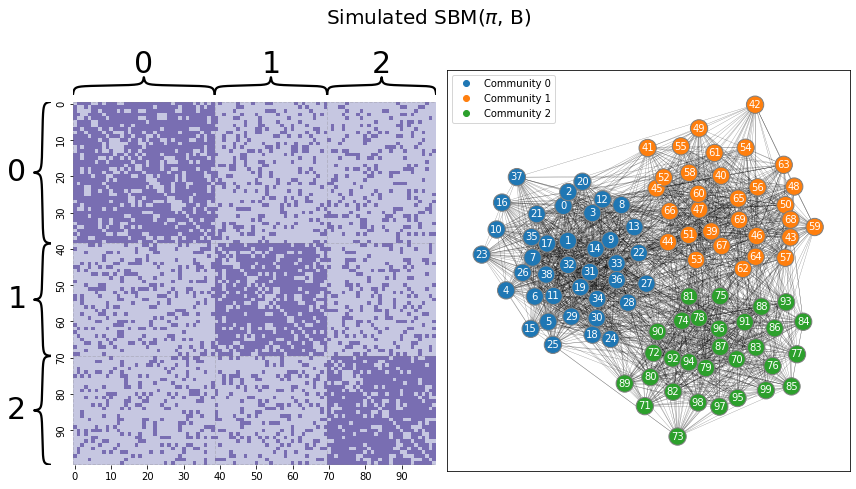 Simulated SBM(π, B)
0 1 2
0
1
2
0
10
20
30
40
50
60
70
80
90
0 10 20 30 40 50 60 70 80 90
Community 0
Community 1
Community 2
42
49
41 55 61 54
63
52 58 40
45 56 48
60 65 50
66 47 69 68 59
44 51 39 46 43
67
53 64 57
62
37 20
2
16 0 12 8
21 3
10 13
35 17 1 9
23 14 22
7 32 33
26 38 31
36 27
4 6 11 19
34 28
15 5 29 30
25 18 24
81 75
88 93
74 78 91 84
90 96 86
72 87 83 77
92 94 70
79 76
89 80
82 99 85
71 98 97 95
73